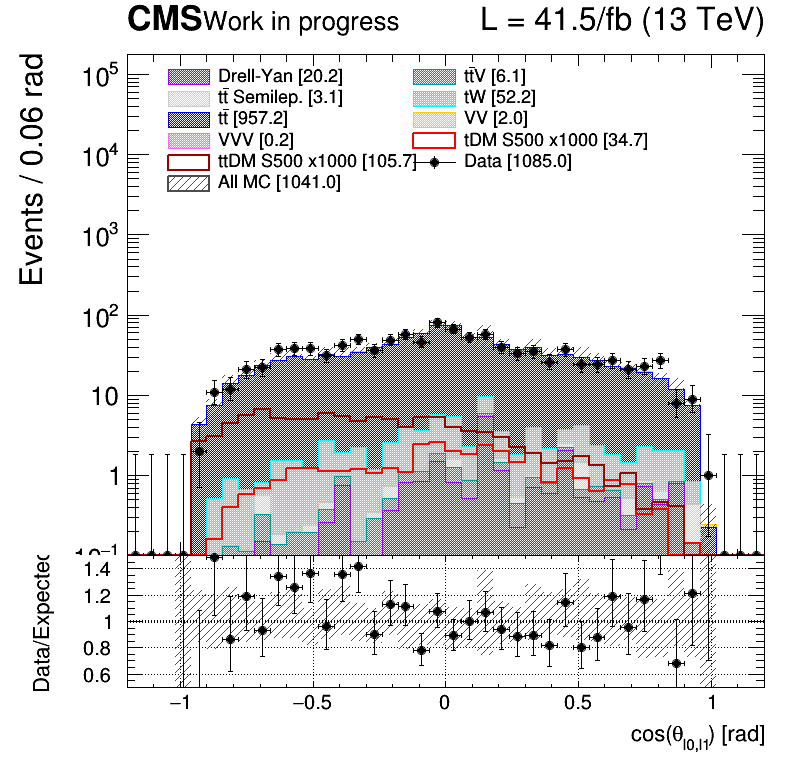 CMS Work in progress L = 41.5/fb (13 TeV)
Events / 0.06 rad
10⁵
10⁴
10³
10²
10
1
10⁻¹
Drell-Yan [20.2] tt̄V [6.1]
tt̄ Semilep. [3.1] tW [52.2]
tt̄ [957.2] VV [2.0]
VVV [0.2] tDM S500 x1000 [34.7]
ttDM S500 x1000 [105.7] Data [1085.0]
All MC [1041.0]
Data/Expected
1.4
1.2
1
0.8
0.6
−1 −0.5 0 0.5 1
cos(θ_l0,l1) [rad]